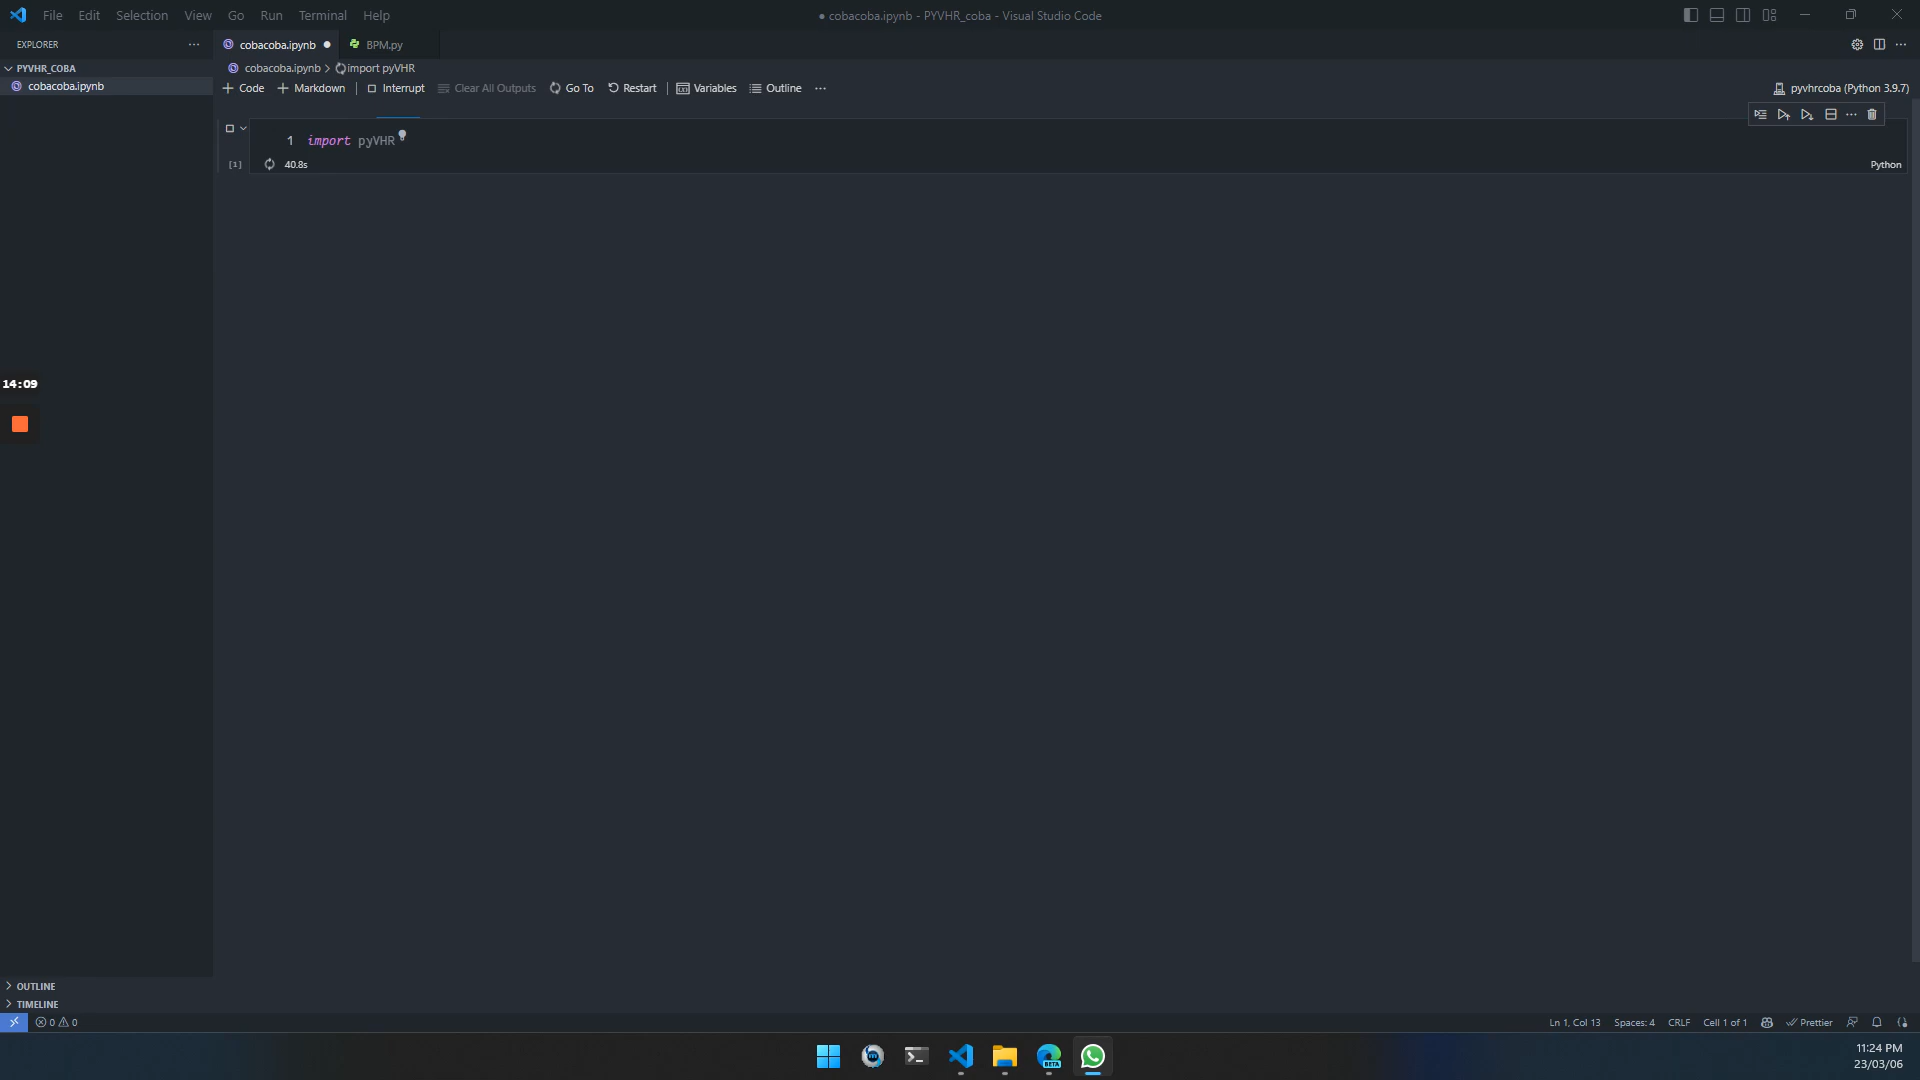 File Edit Selection View Go Run Terminal Help
● cobacoba.ipynb - PYVHR_coba - Visual Studio Code
EXPLORER
cobacoba.ipynb
BPM.py
PYVHR_COBA
cobacoba.ipynb > import pyVHR
cobacoba.ipynb
Code Markdown Interrupt Clear All Outputs Go To Restart Variables Outline
pyvhrcoba (Python 3.9.7)
1 import pyVHR
[1] 40.8s
Python
14:09
OUTLINE
TIMELINE
0 0
Ln 1, Col 13 Spaces: 4 CRLF Cell 1 of 1 Prettier
BETA
11:24 PM
23/03/06